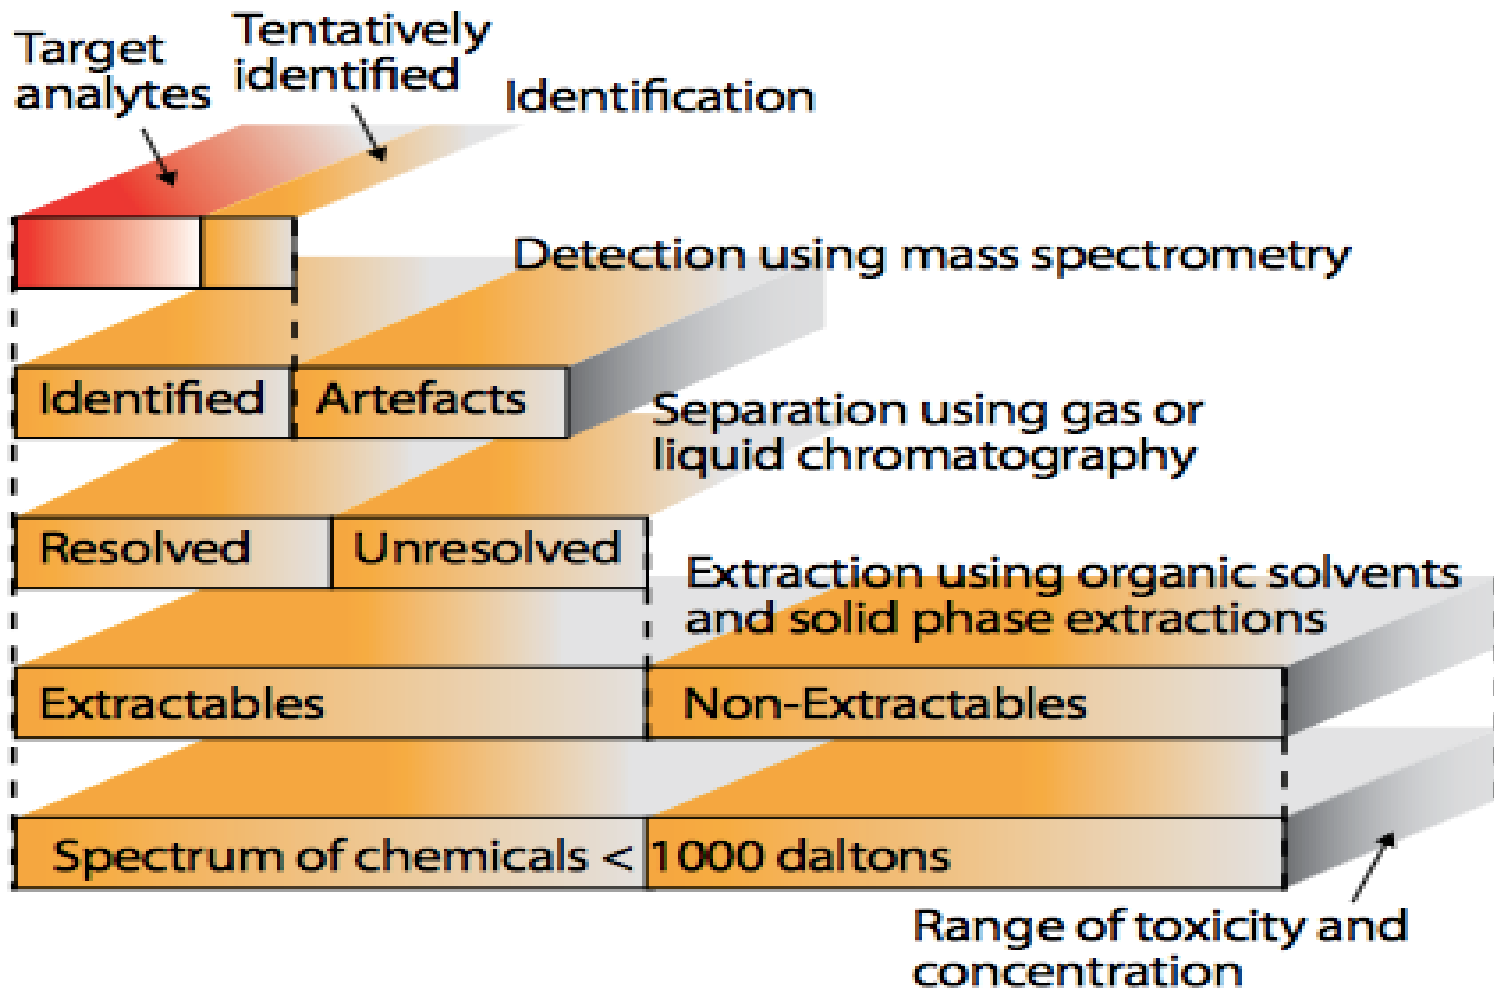 Target
analytes
Tentatively
identified
Identification
Detection using mass spectrometry
Identified
Artefacts
Separation using gas or
liquid chromatography
Resolved
Unresolved
Extraction using organic solvents
and solid phase extractions
Extractables
Non-Extractables
Spectrum of chemicals < 1000 daltons
Range of toxicity and
concentration